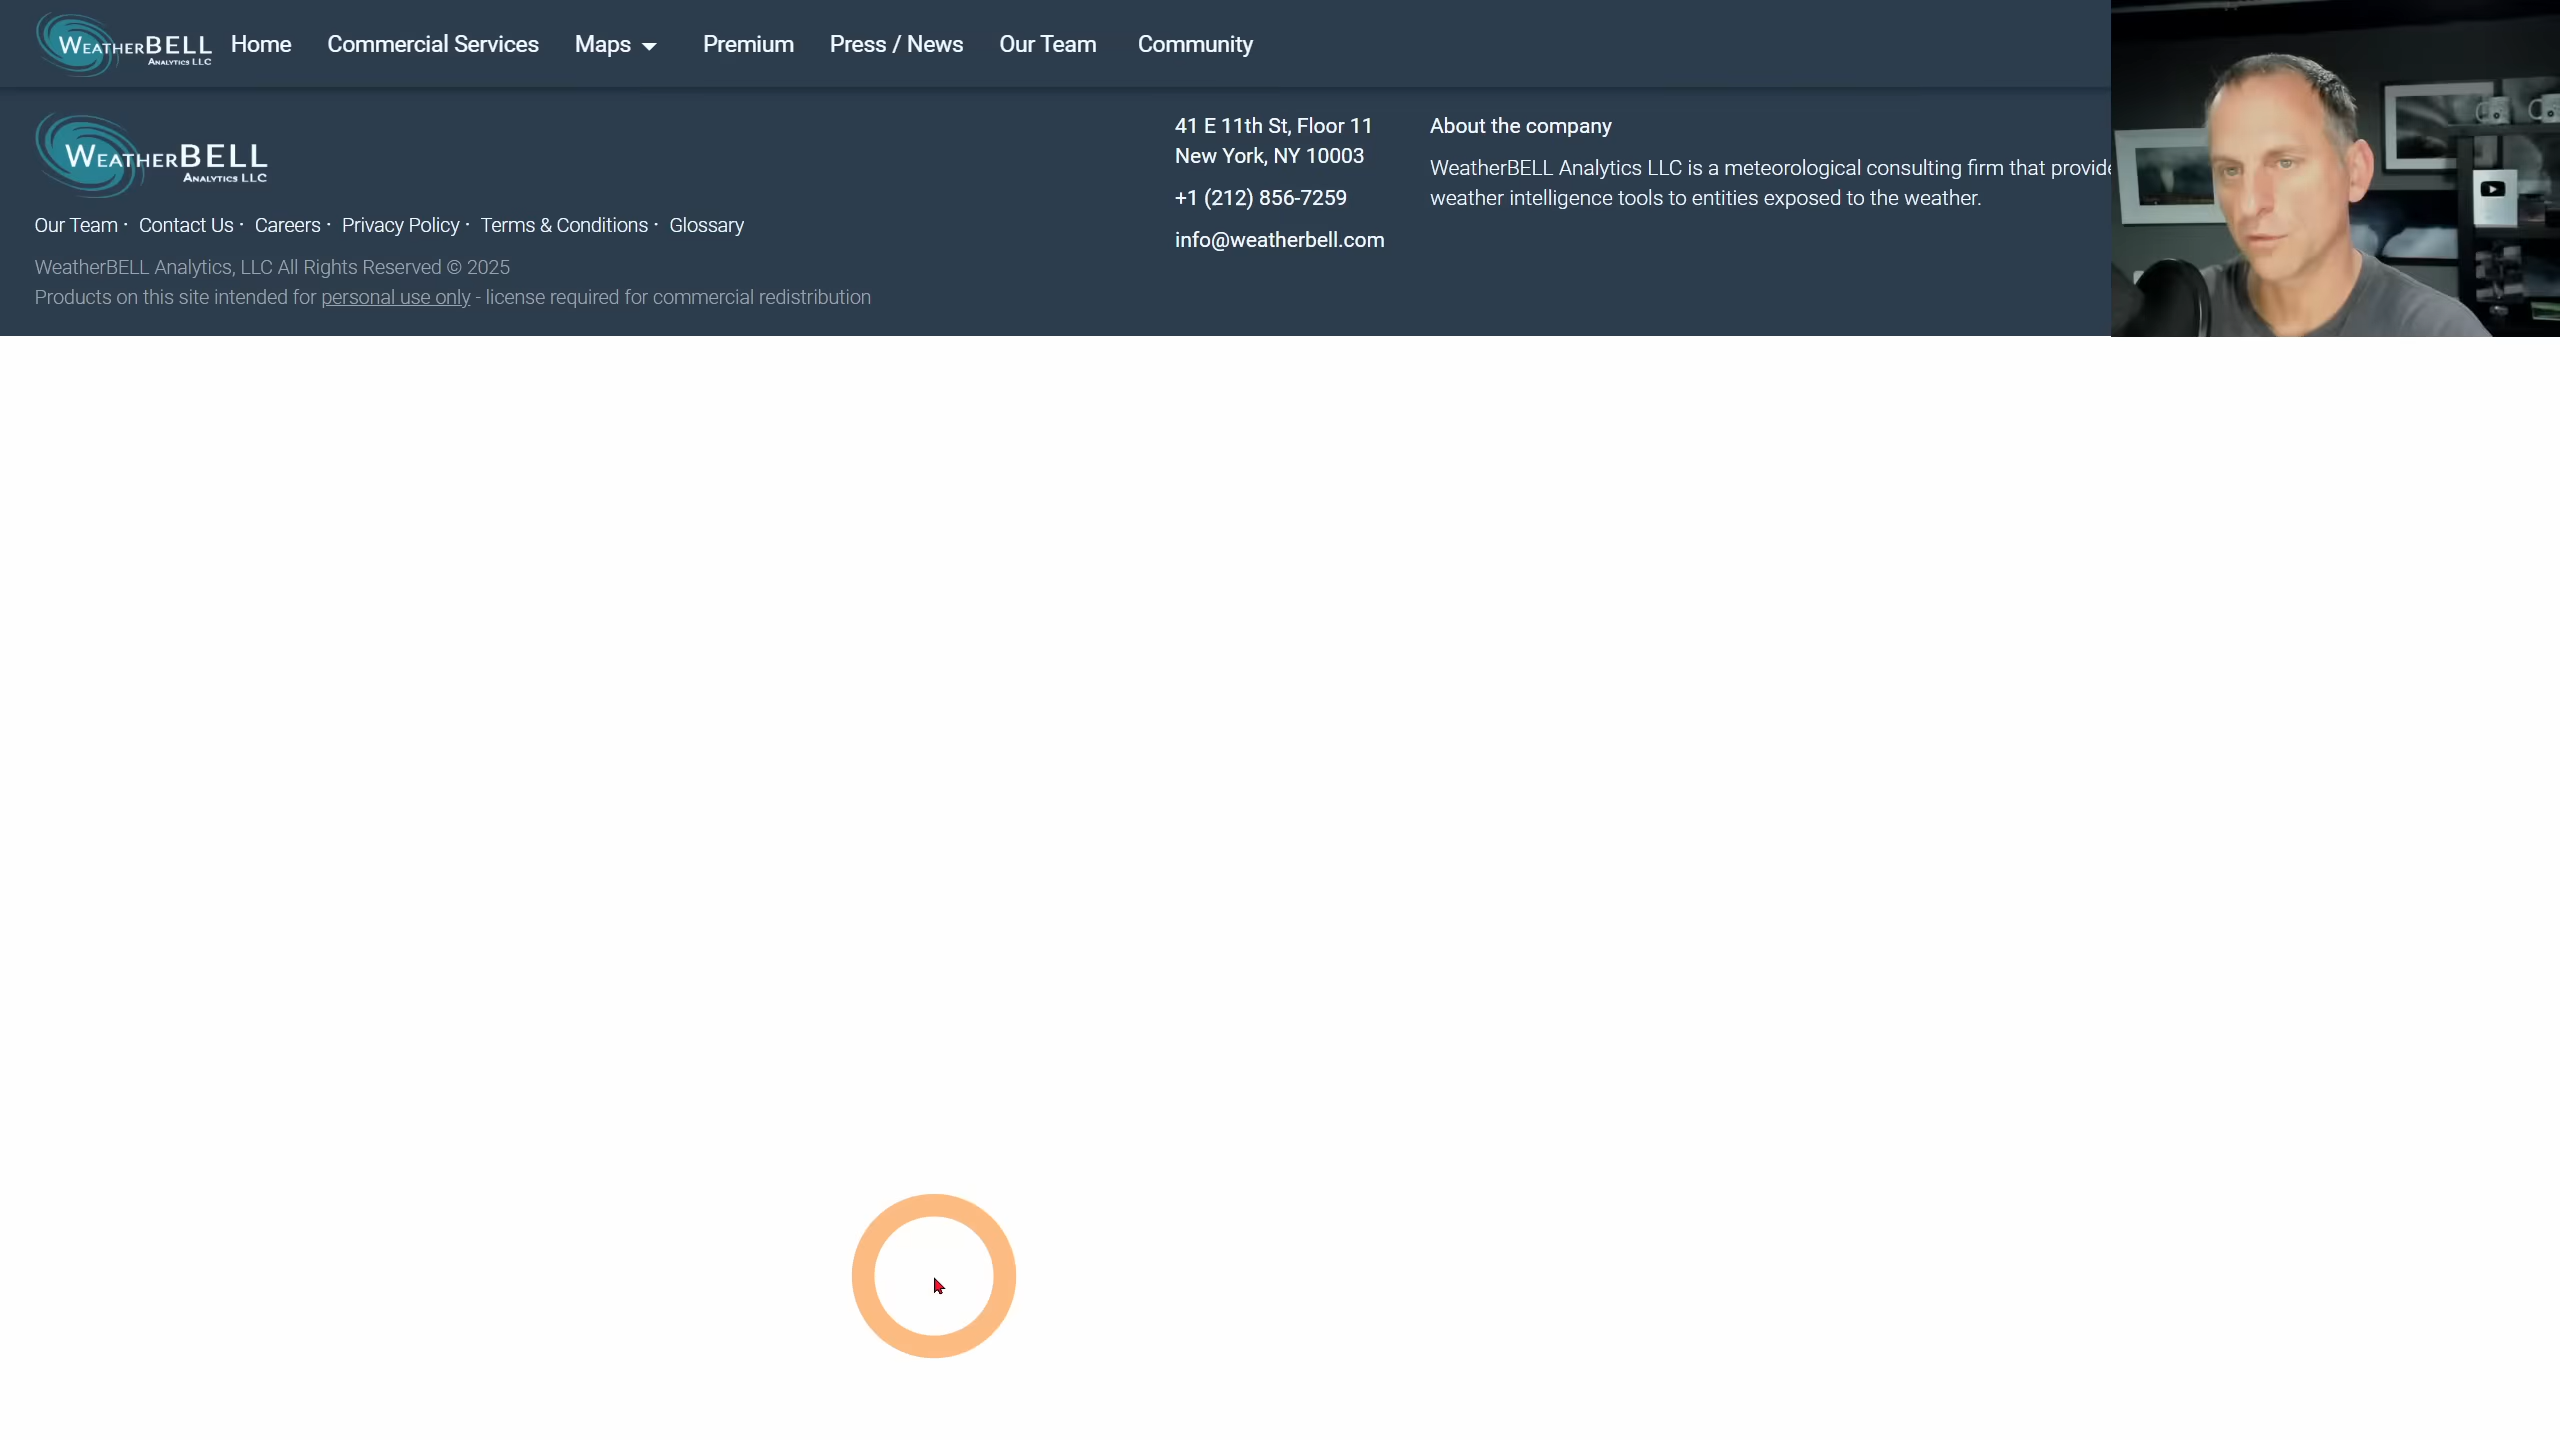 WEATHERBELL
ANALYTICS LLC
Home Commercial Services Maps Premium Press / News Our Team Community
WEATHERBELL
ANALYTICS LLC
Our Team · Contact Us · Careers · Privacy Policy · Terms & Conditions · Glossary
WeatherBELL Analytics, LLC All Rights Reserved © 2025
Products on this site intended for personal use only - license required for commercial redistribution
41 E 11th St, Floor 11
New York, NY 10003
+1 (212) 856-7259
info@weatherbell.com
About the company
WeatherBELL Analytics LLC is a meteorological consulting firm that provide
weather intelligence tools to entities exposed to the weather.